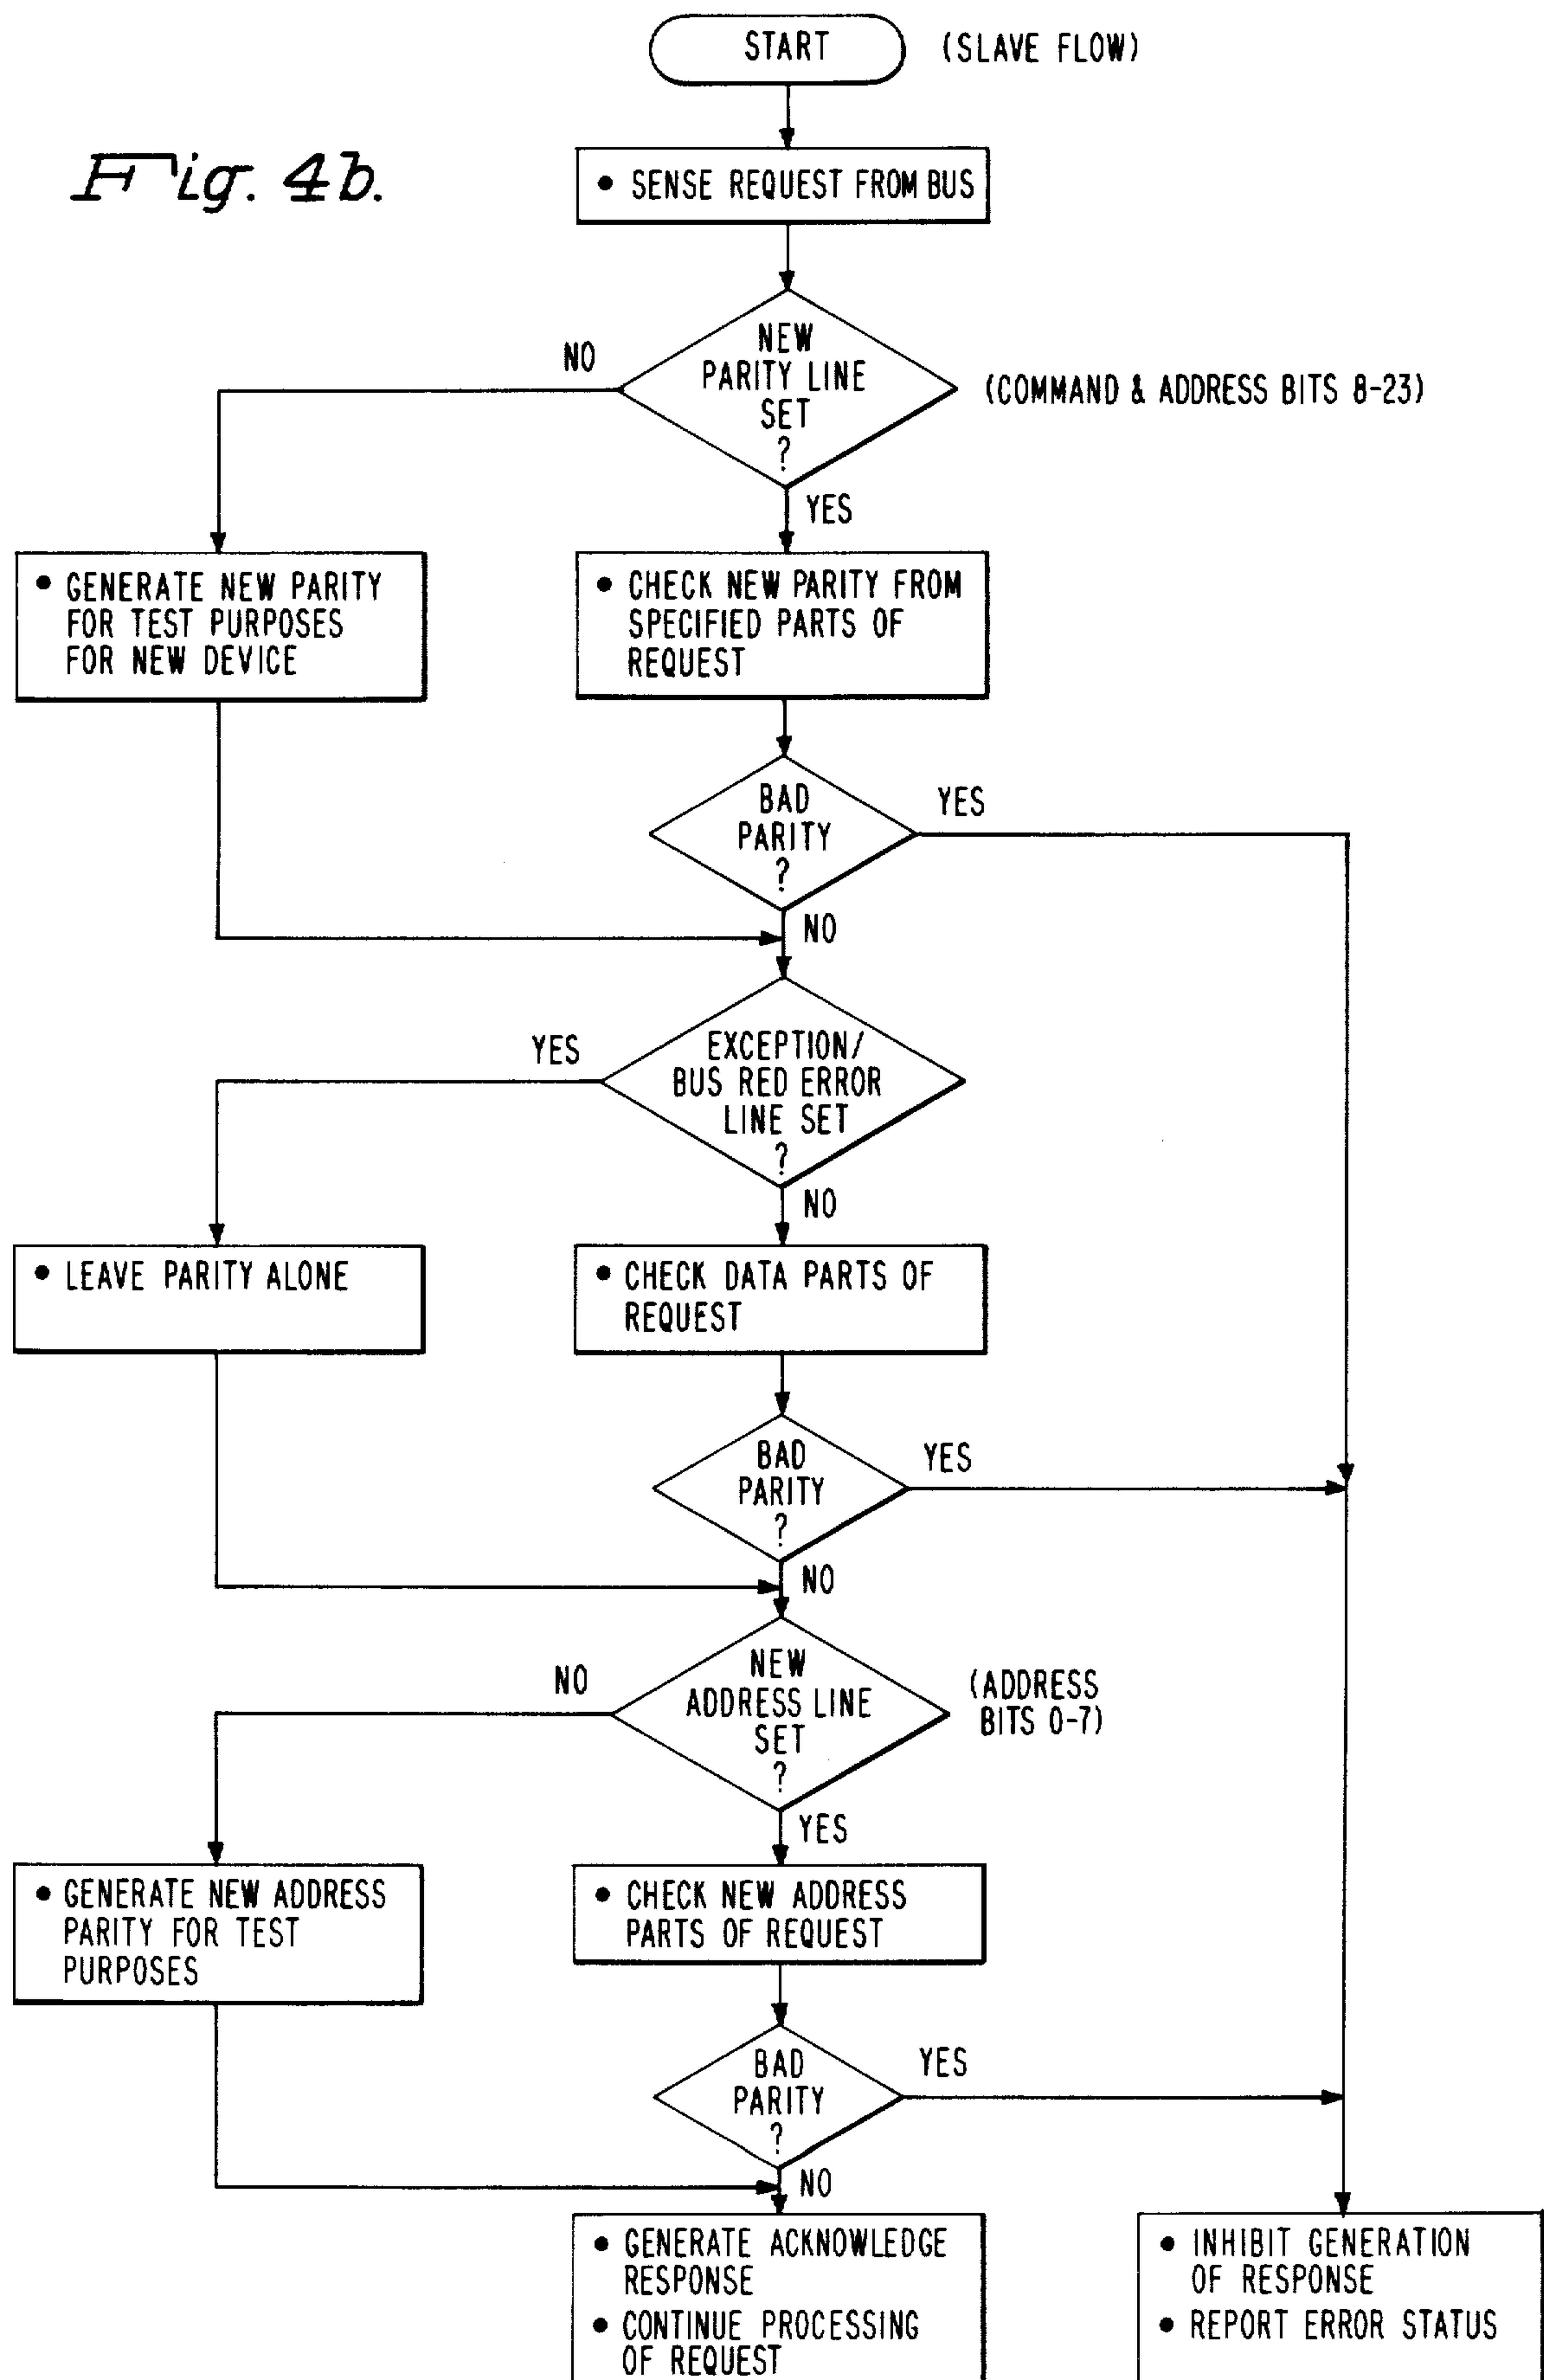 START (SLAVE FLOW)
Fig. 4b.
• SENSE REQUEST FROM BUS
NEW
PARITY LINE
SET
?
(COMMAND & ADDRESS BITS 8-23)
NO
YES
• GENERATE NEW PARITY
FOR TEST PURPOSES
FOR NEW DEVICE
• CHECK NEW PARITY FROM
SPECIFIED PARTS OF
REQUEST
BAD
PARITY
?
YES
NO
EXCEPTION/
BUS RED ERROR
LINE SET
?
YES
NO
• LEAVE PARITY ALONE
• CHECK DATA PARTS OF
REQUEST
BAD
PARITY
?
YES
NO
NEW
ADDRESS LINE
SET
?
(ADDRESS
BITS 0-7)
NO
YES
• GENERATE NEW ADDRESS
PARITY FOR TEST
PURPOSES
• CHECK NEW ADDRESS
PARTS OF REQUEST
BAD
PARITY
?
YES
NO
• GENERATE ACKNOWLEDGE
RESPONSE
• CONTINUE PROCESSING
OF REQUEST
• INHIBIT GENERATION
OF RESPONSE
• REPORT ERROR STATUS